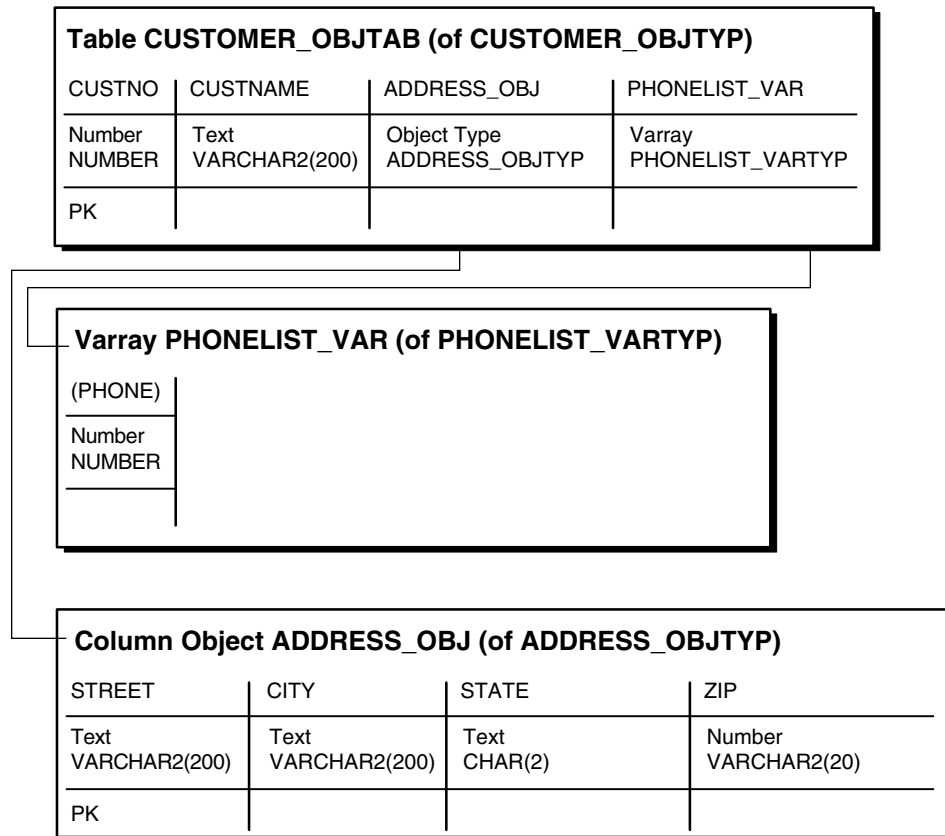 Table CUSTOMER_OBJTAB (of CUSTOMER_OBJTYP)
CUSTNO CUSTNAME ADDRESS_OBJ PHONELIST_VAR
Number Text Object Type Varray
NUMBER VARCHAR2(200) ADDRESS_OBJTYP PHONELIST_VARTYP
PK
Varray PHONELIST_VAR (of PHONELIST_VARTYP)
(PHONE)
Number
NUMBER
Column Object ADDRESS_OBJ (of ADDRESS_OBJTYP)
STREET CITY STATE ZIP
Text Text Text Number
VARCHAR2(200) VARCHAR2(200) CHAR(2) VARCHAR2(20)
PK